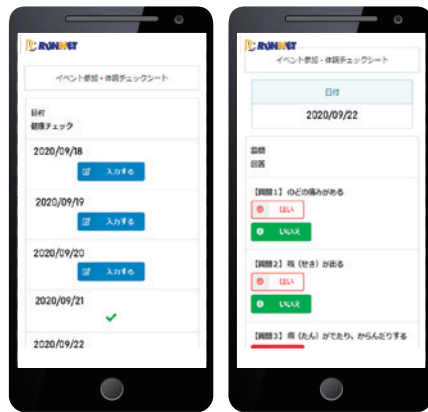 RUNNET
イベント参加・体調チェックシート
日付
健康チェック
2020/09/18
入力する
2020/09/19
入力する
2020/09/20
入力する
2020/09/21
2020/09/22
RUNNET
イベント参加・体調チェックシート
日付
2020/09/22
設問
回答
【質問1】のどの痛みがある
はい
いいえ
【質問2】咳（せき）が出る
はい
いいえ
【質問3】痰（たん）がでたり、からんだりする